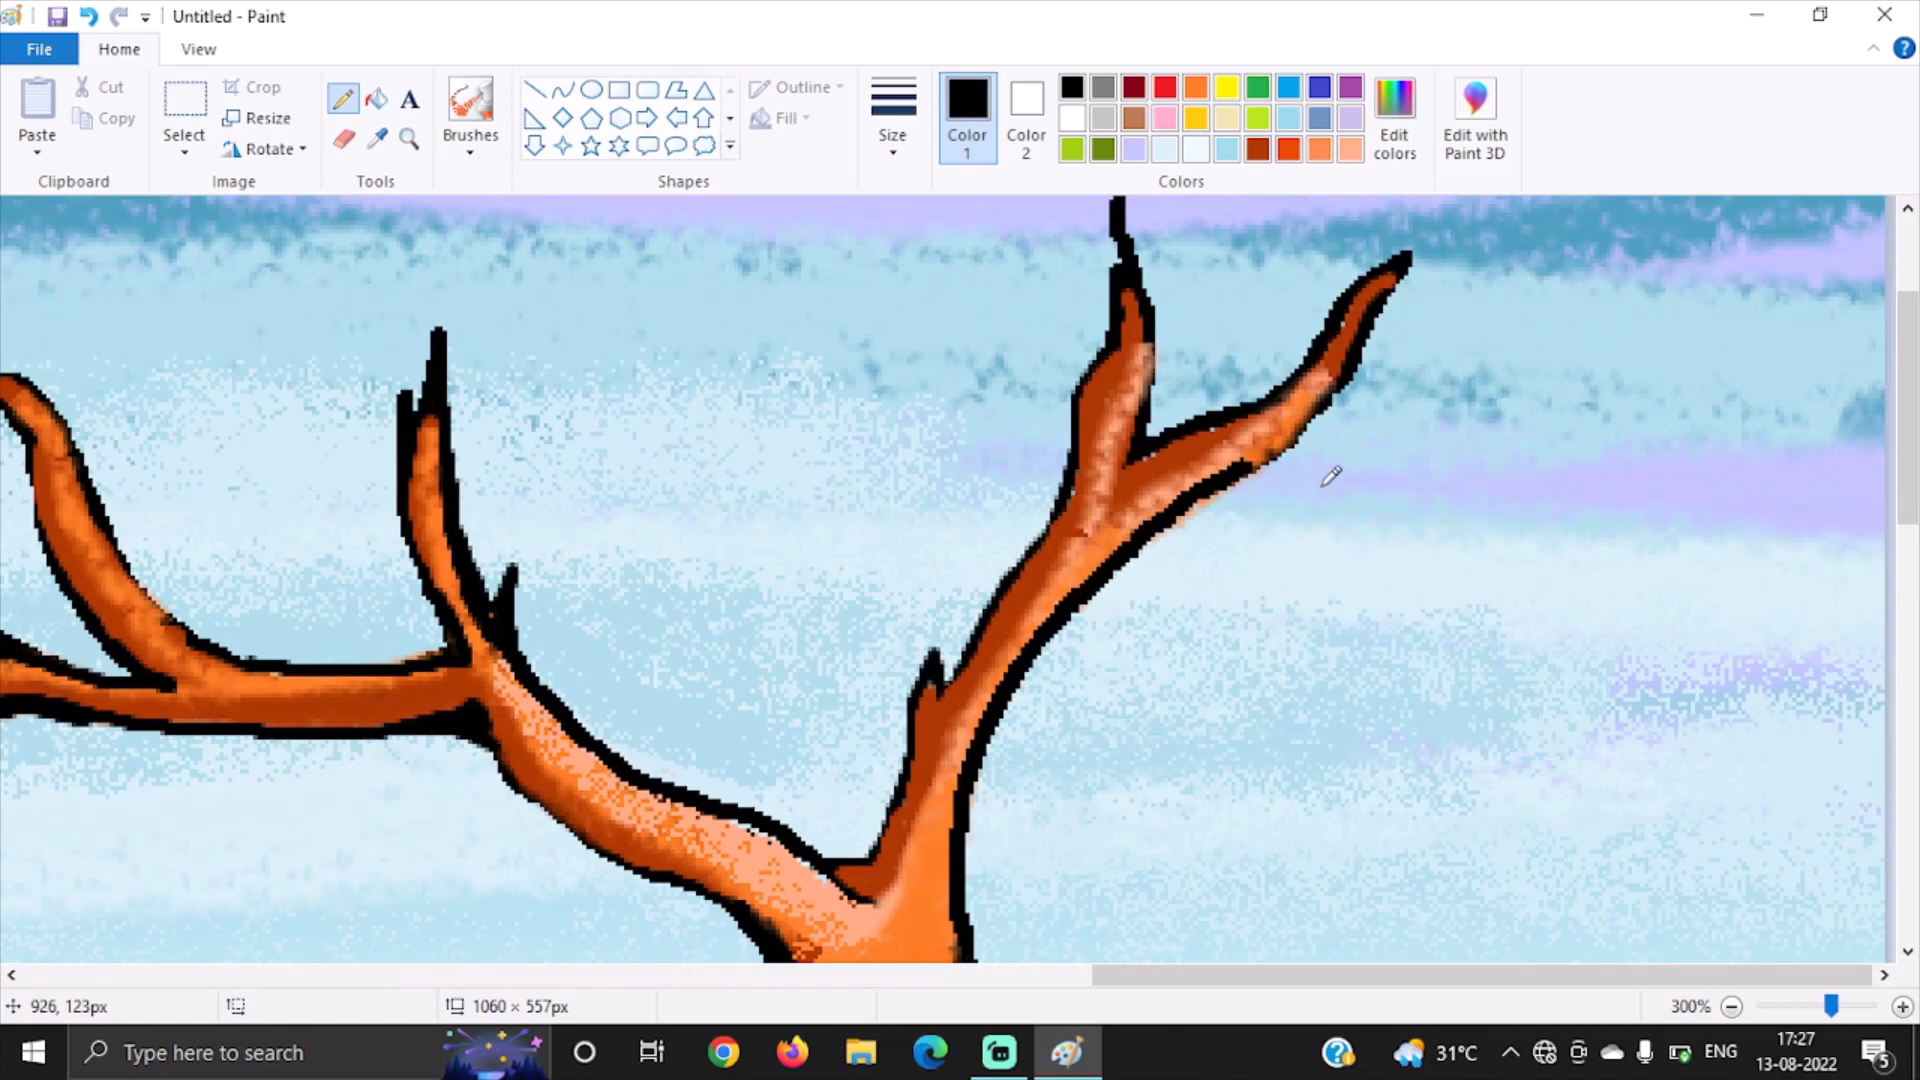 Untitled - Paint
File Home View
Paste
Cut
Copy
Clipboard
Select
Crop
Resize
Rotate
Image
A
Tools
Brushes
Shapes
Outline
Fill
Size
Color
1
Color
2
Colors
Edit
colors
Edit with
Paint 3D
926, 123px
1060 × 557px
300%
Type here to search
31°C
ENG
17:27
13-08-2022
5